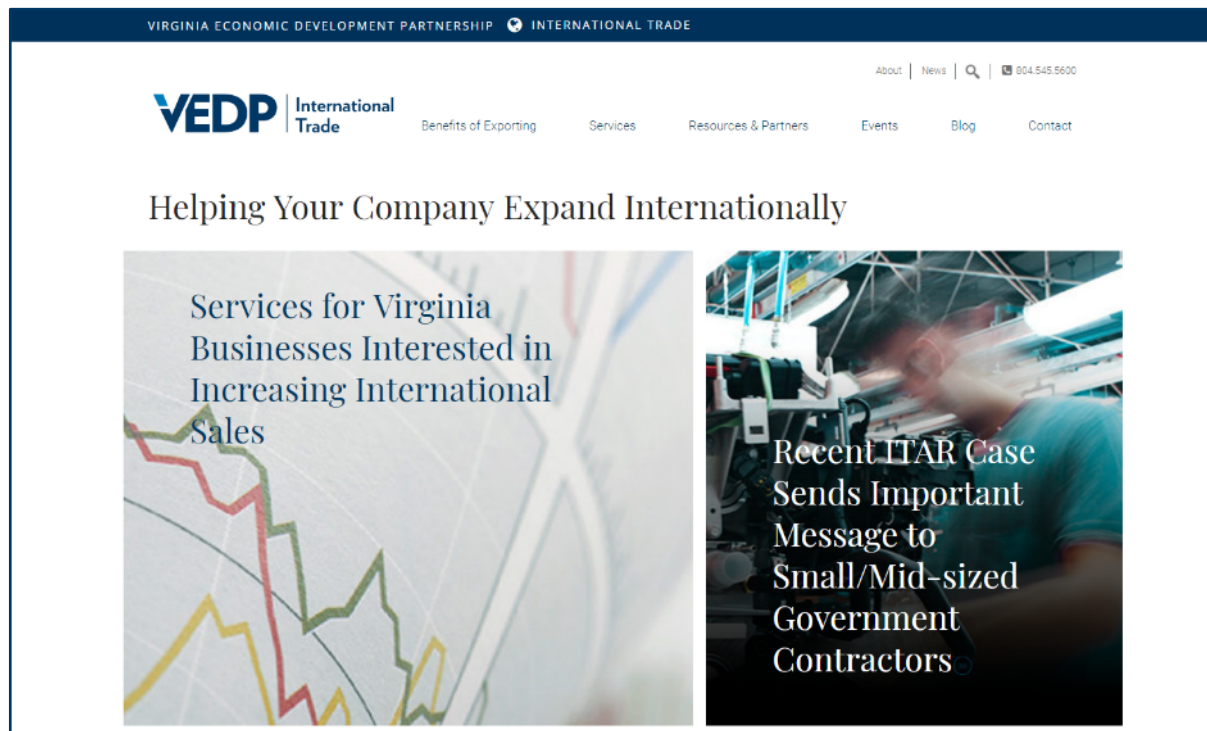 VIRGINIA ECONOMIC DEVELOPMENT PARTNERSHIP INTERNATIONAL TRADE
About News 804.545.5600
VEDP International
Trade
Benefits of Exporting Services Resources & Partners Events Blog Contact
Helping Your Company Expand Internationally
Services for Virginia
Businesses Interested in
Increasing International
Sales
Recent ITAR Case
Sends Important
Message to
Small/Mid-sized
Government
Contractors